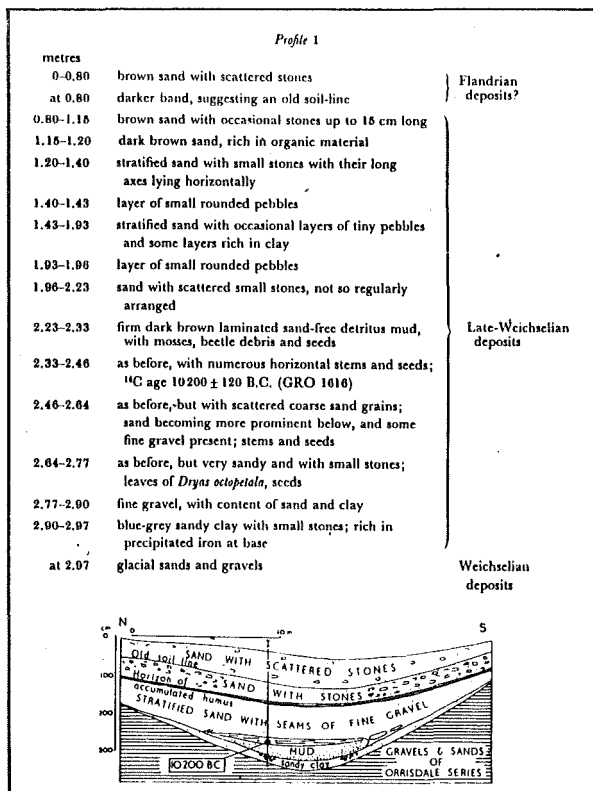 Profile 1
metres
0–0.80 brown sand with scattered stones
at 0.80 darker band, suggesting an old soil-line
Flandrian
deposits?
0.80–1.15 brown sand with occasional stones up to 15 cm long
1.15–1.20 dark brown sand, rich in organic material
1.20–1.40 stratified sand with small stones with their long
axes lying horizontally
1.40–1.43 layer of small rounded pebbles
1.43–1.93 stratified sand with occasional layers of tiny pebbles
and some layers rich in clay
1.93–1.96 layer of small rounded pebbles
1.96–2.23 sand with scattered small stones, not so regularly
arranged
2.23–2.33 firm dark brown laminated sand-free detritus mud,
with mosses, beetle debris and seeds
2.33–2.46 as before, with numerous horizontal stems and seeds;
¹⁴C age 10200 ± 120 B.C. (GRO 1616)
2.46–2.64 as before, but with scattered coarse sand grains;
sand becoming more prominent below, and some
fine gravel present; stems and seeds
2.64–2.77 as before, but very sandy and with small stones;
leaves of Dryas octopetala, seeds
2.77–2.90 fine gravel, with content of sand and clay
2.90–2.97 blue-grey sandy clay with small stones; rich in
precipitated iron at base
Late-Weichselian
deposits
at 2.97 glacial sands and gravels
Weichselian
deposits
N S
cm 0 10 m
0
100
200
300
SAND WITH SCATTERED STONES
Old soil line
SAND WITH STONES
Horizon of
accumulated humus
STRATIFIED SAND WITH SEAMS OF FINE GRAVEL
MUD
Sandy clay
10200 BC
GRAVELS & SANDS
OF
ORRISDALE SERIES